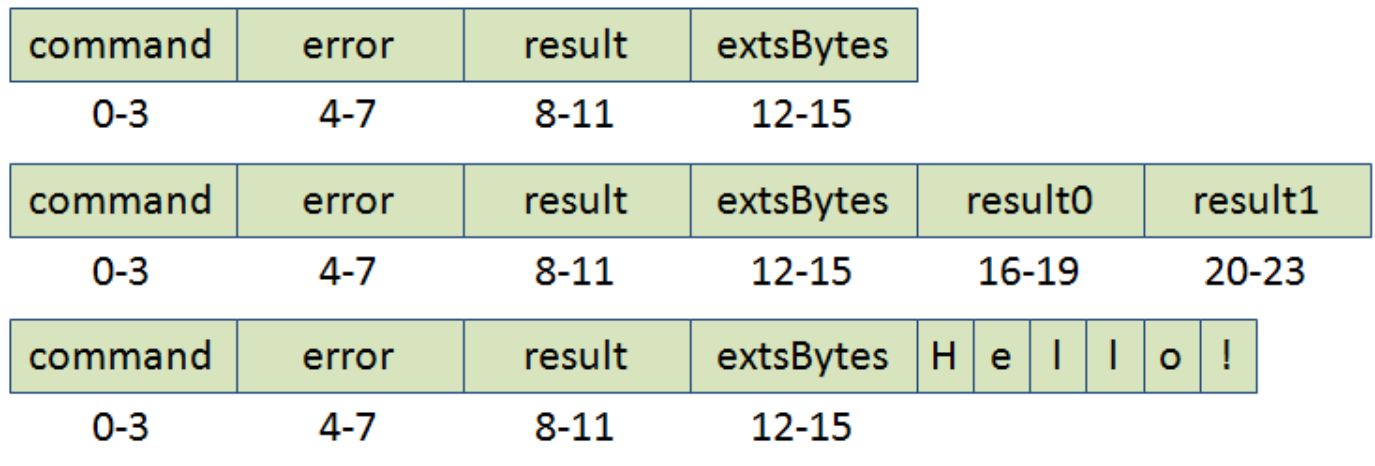 command error result extsBytes
0-3 4-7 8-11 12-15
command error result extsBytes result0 result1
0-3 4-7 8-11 12-15 16-19 20-23
command error result extsBytes H e l l o !
0-3 4-7 8-11 12-15